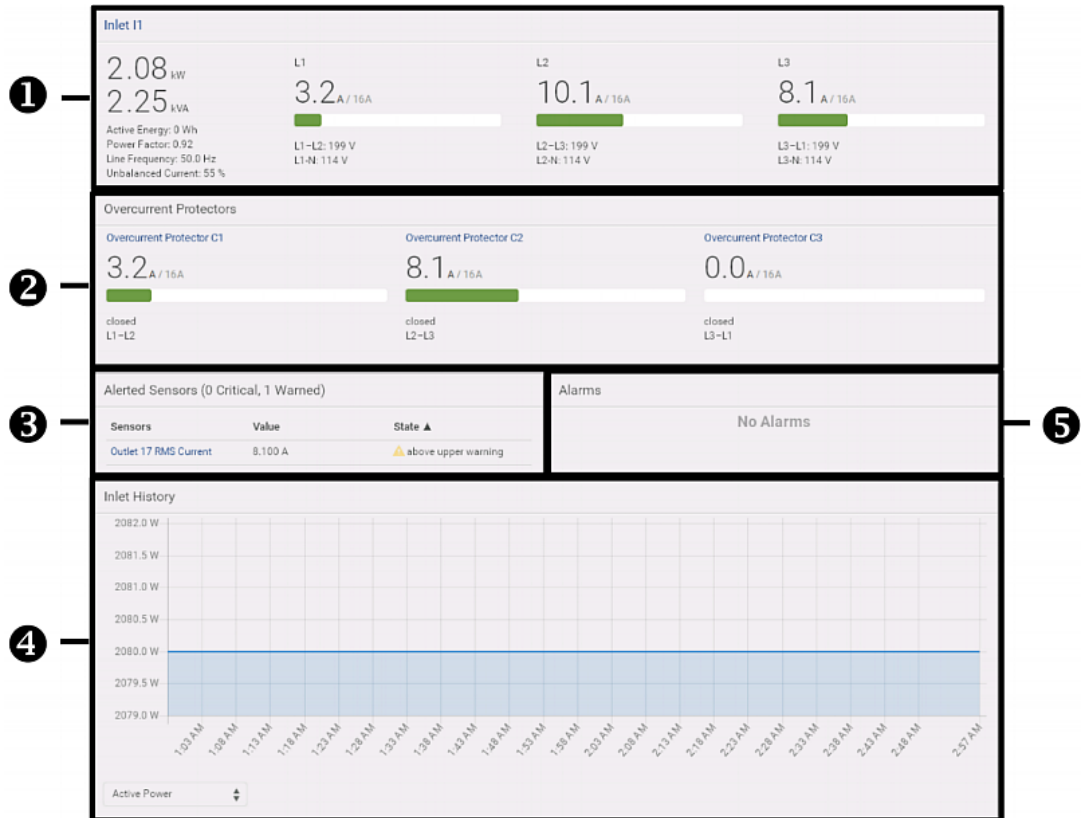 Inlet I1
❶
2.08 kW
2.25 kVA
Active Energy: 0 Wh
Power Factor: 0.92
Line Frequency: 50.0 Hz
Unbalanced Current: 55 %
L1
3.2 A / 16A
L1-L2: 199 V
L1-N: 114 V
L2
10.1 A / 16A
L2-L3: 199 V
L2-N: 114 V
L3
8.1 A / 16A
L3-L1: 199 V
L3-N: 114 V
❷
Overcurrent Protectors
Overcurrent Protector C1
3.2 A / 16A
closed
L1-L2
Overcurrent Protector C2
8.1 A / 16A
closed
L2-L3
Overcurrent Protector C3
0.0 A / 16A
closed
L3-L1
❸
Alerted Sensors (0 Critical, 1 Warned)
Sensors Value State ▲
Outlet 17 RMS Current 8.100 A above upper warning
Alarms
No Alarms
❺
❹
Inlet History
2082.0 W
2081.5 W
2081.0 W
2080.5 W
2080.0 W
2079.5 W
2079.0 W
1:03 AM 1:08 AM 1:13 AM 1:18 AM 1:23 AM 1:28 AM 1:33 AM 1:38 AM 1:43 AM 1:48 AM 1:53 AM 1:58 AM 2:03 AM 2:08 AM 2:13 AM 2:18 AM 2:23 AM 2:28 AM 2:33 AM 2:38 AM 2:43 AM 2:48 AM 2:57 AM
Active Power